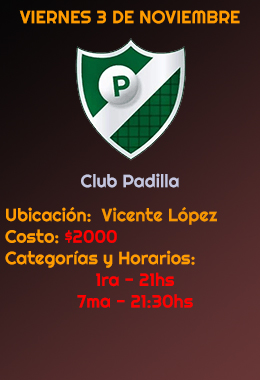 VIERNES 3 DE NOVIEMBRE
P
Club Padilla
Ubicación: Vicente López
Costo: $2000
Categorías y Horarios:
1ra - 21hs
7ma - 21:30hs